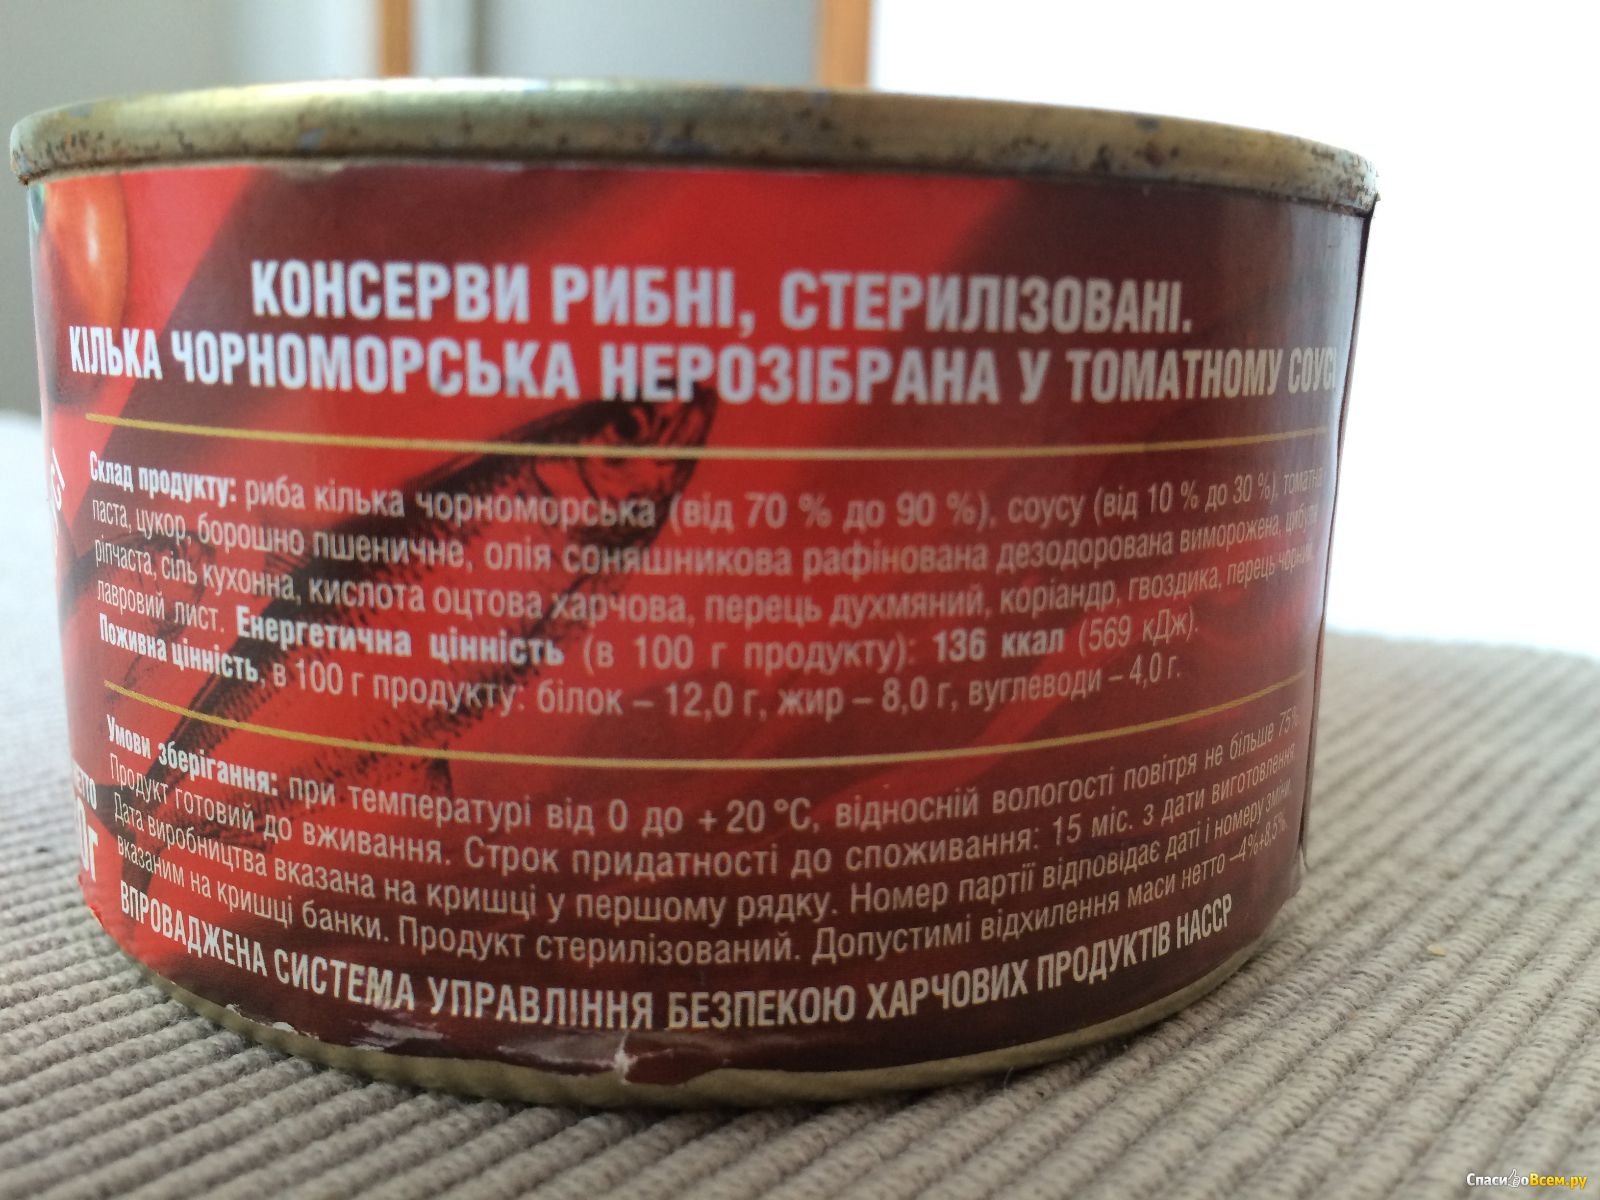 КОНСЕРВИ РИБНІ, СТЕРИЛІЗОВАНІ.
КІЛЬКА ЧОРНОМОРСЬКА НЕРОЗІБРАНА У ТОМАТНОМУ СОУСІ
Склад продукту: риба кілька чорноморська (від 70 % до 90 %), соусу (від 10 % до 30 %), томатна
паста, цукор, борошно пшеничне, олія соняшникова рафінована дезодорована виморожена, цибуля
ріпчаста, сіль кухонна, кислота оцтова харчова, перець духмяний, коріандр, гвоздика, перець чорний,
лавровий лист. Енергетична цінність (в 100 г продукту): 136 ккал (569 кДж).
Поживна цінність, в 100 г продукту: білок – 12,0 г, жир – 8,0 г, вуглеводи – 4,0 г.
Умови зберігання: при температурі від 0 до + 20 °С, відносній вологості повітря не більше 75%
Продукт готовий до вживання. Строк придатності до споживання: 15 міс. з дати виготовлення.
Дата виробництва вказана на кришці у першому рядку. Номер партії відповідає даті і номеру зміни,
вказаним на кришці банки. Продукт стерилізований. Допустимі відхилення маси нетто –4%+8,5%.
ВПРОВАДЖЕНА СИСТЕМА УПРАВЛІННЯ БЕЗПЕКОЮ ХАРЧОВИХ ПРОДУКТІВ НАССР
СпасибоВсем.ру